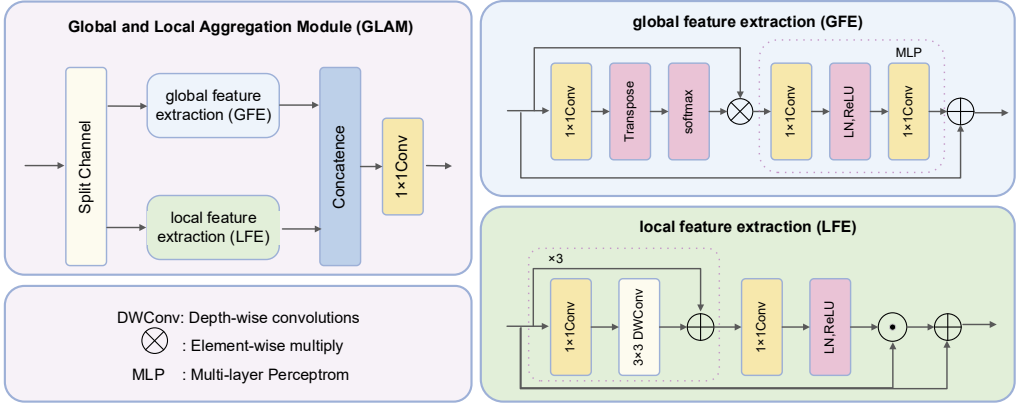 Global and Local Aggregation Module (GLAM)
Split Channel
global feature
extraction (GFE)
local feature
extraction (LFE)
Concatence
1×1Conv
DWConv: Depth-wise convolutions
: Element-wise multiply
MLP : Multi-layer Perceptrom
global feature extraction (GFE)
MLP
1×1Conv
Transpose
softmax
1×1Conv
LN,ReLU
1×1Conv
local feature extraction (LFE)
×3
1×1Conv
3×3 DWConv
1×1Conv
LN,ReLU